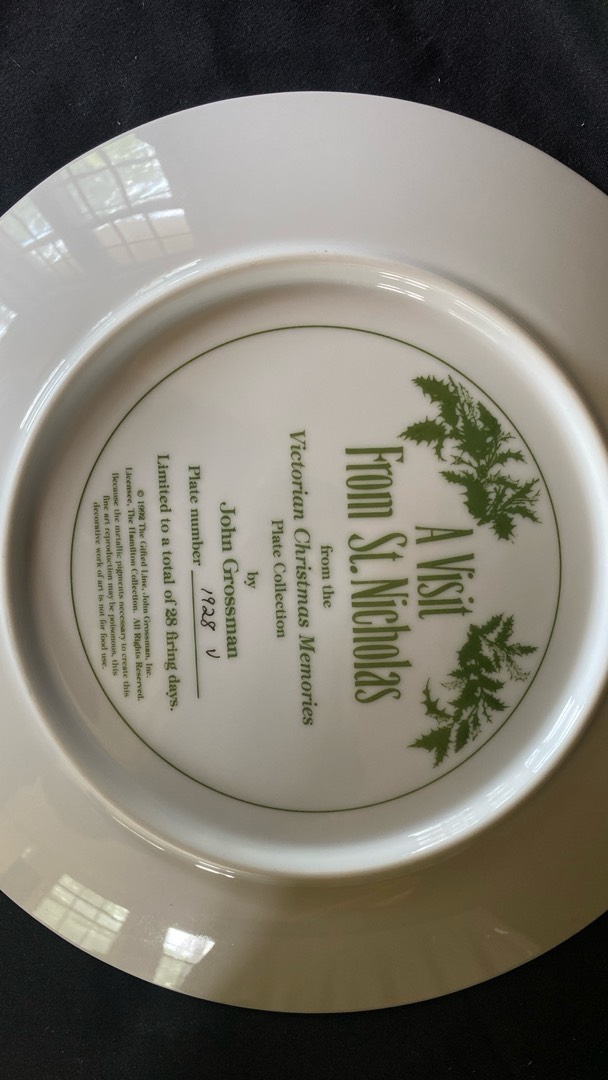 A Visit
From St. Nicholas
from the
Victorian Christmas Memories
Plate Collection
by
John Grossman
Plate number 1928 V
Limited to a total of 28 firing days.
© 1992 The Gifted Line, John Grossman, Inc.
Licensee, The Hamilton Collection. All Rights Reserved.
Because the metallic pigments necessary to create this
fine art reproduction may be poisonous, this
decorative work of art is not for food use.